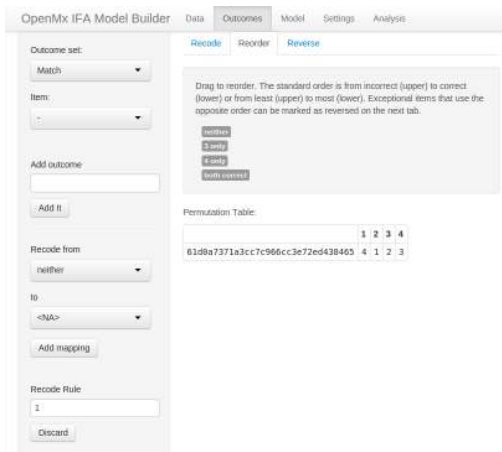 OpenMx IFA Model Builder
Data Outcomes Model Settings Analysis
Outcome set:
Match
Item:
-
Add outcome
Add It
Recode from
neither
to
<NA>
Add mapping
Recode Rule
1
Discard
Recode Reorder Reverse
Drag to reorder. The standard order is from incorrect (upper) to correct
(lower) or from least (upper) to most (lower). Exceptional items that use the
opposite order can be marked as reversed on the next tab.
neither
3 only
4 only
both correct
Permutation Table:
1 2 3 4
61d0a7371a3cc7c966cc3e72ed438465 4 1 2 3